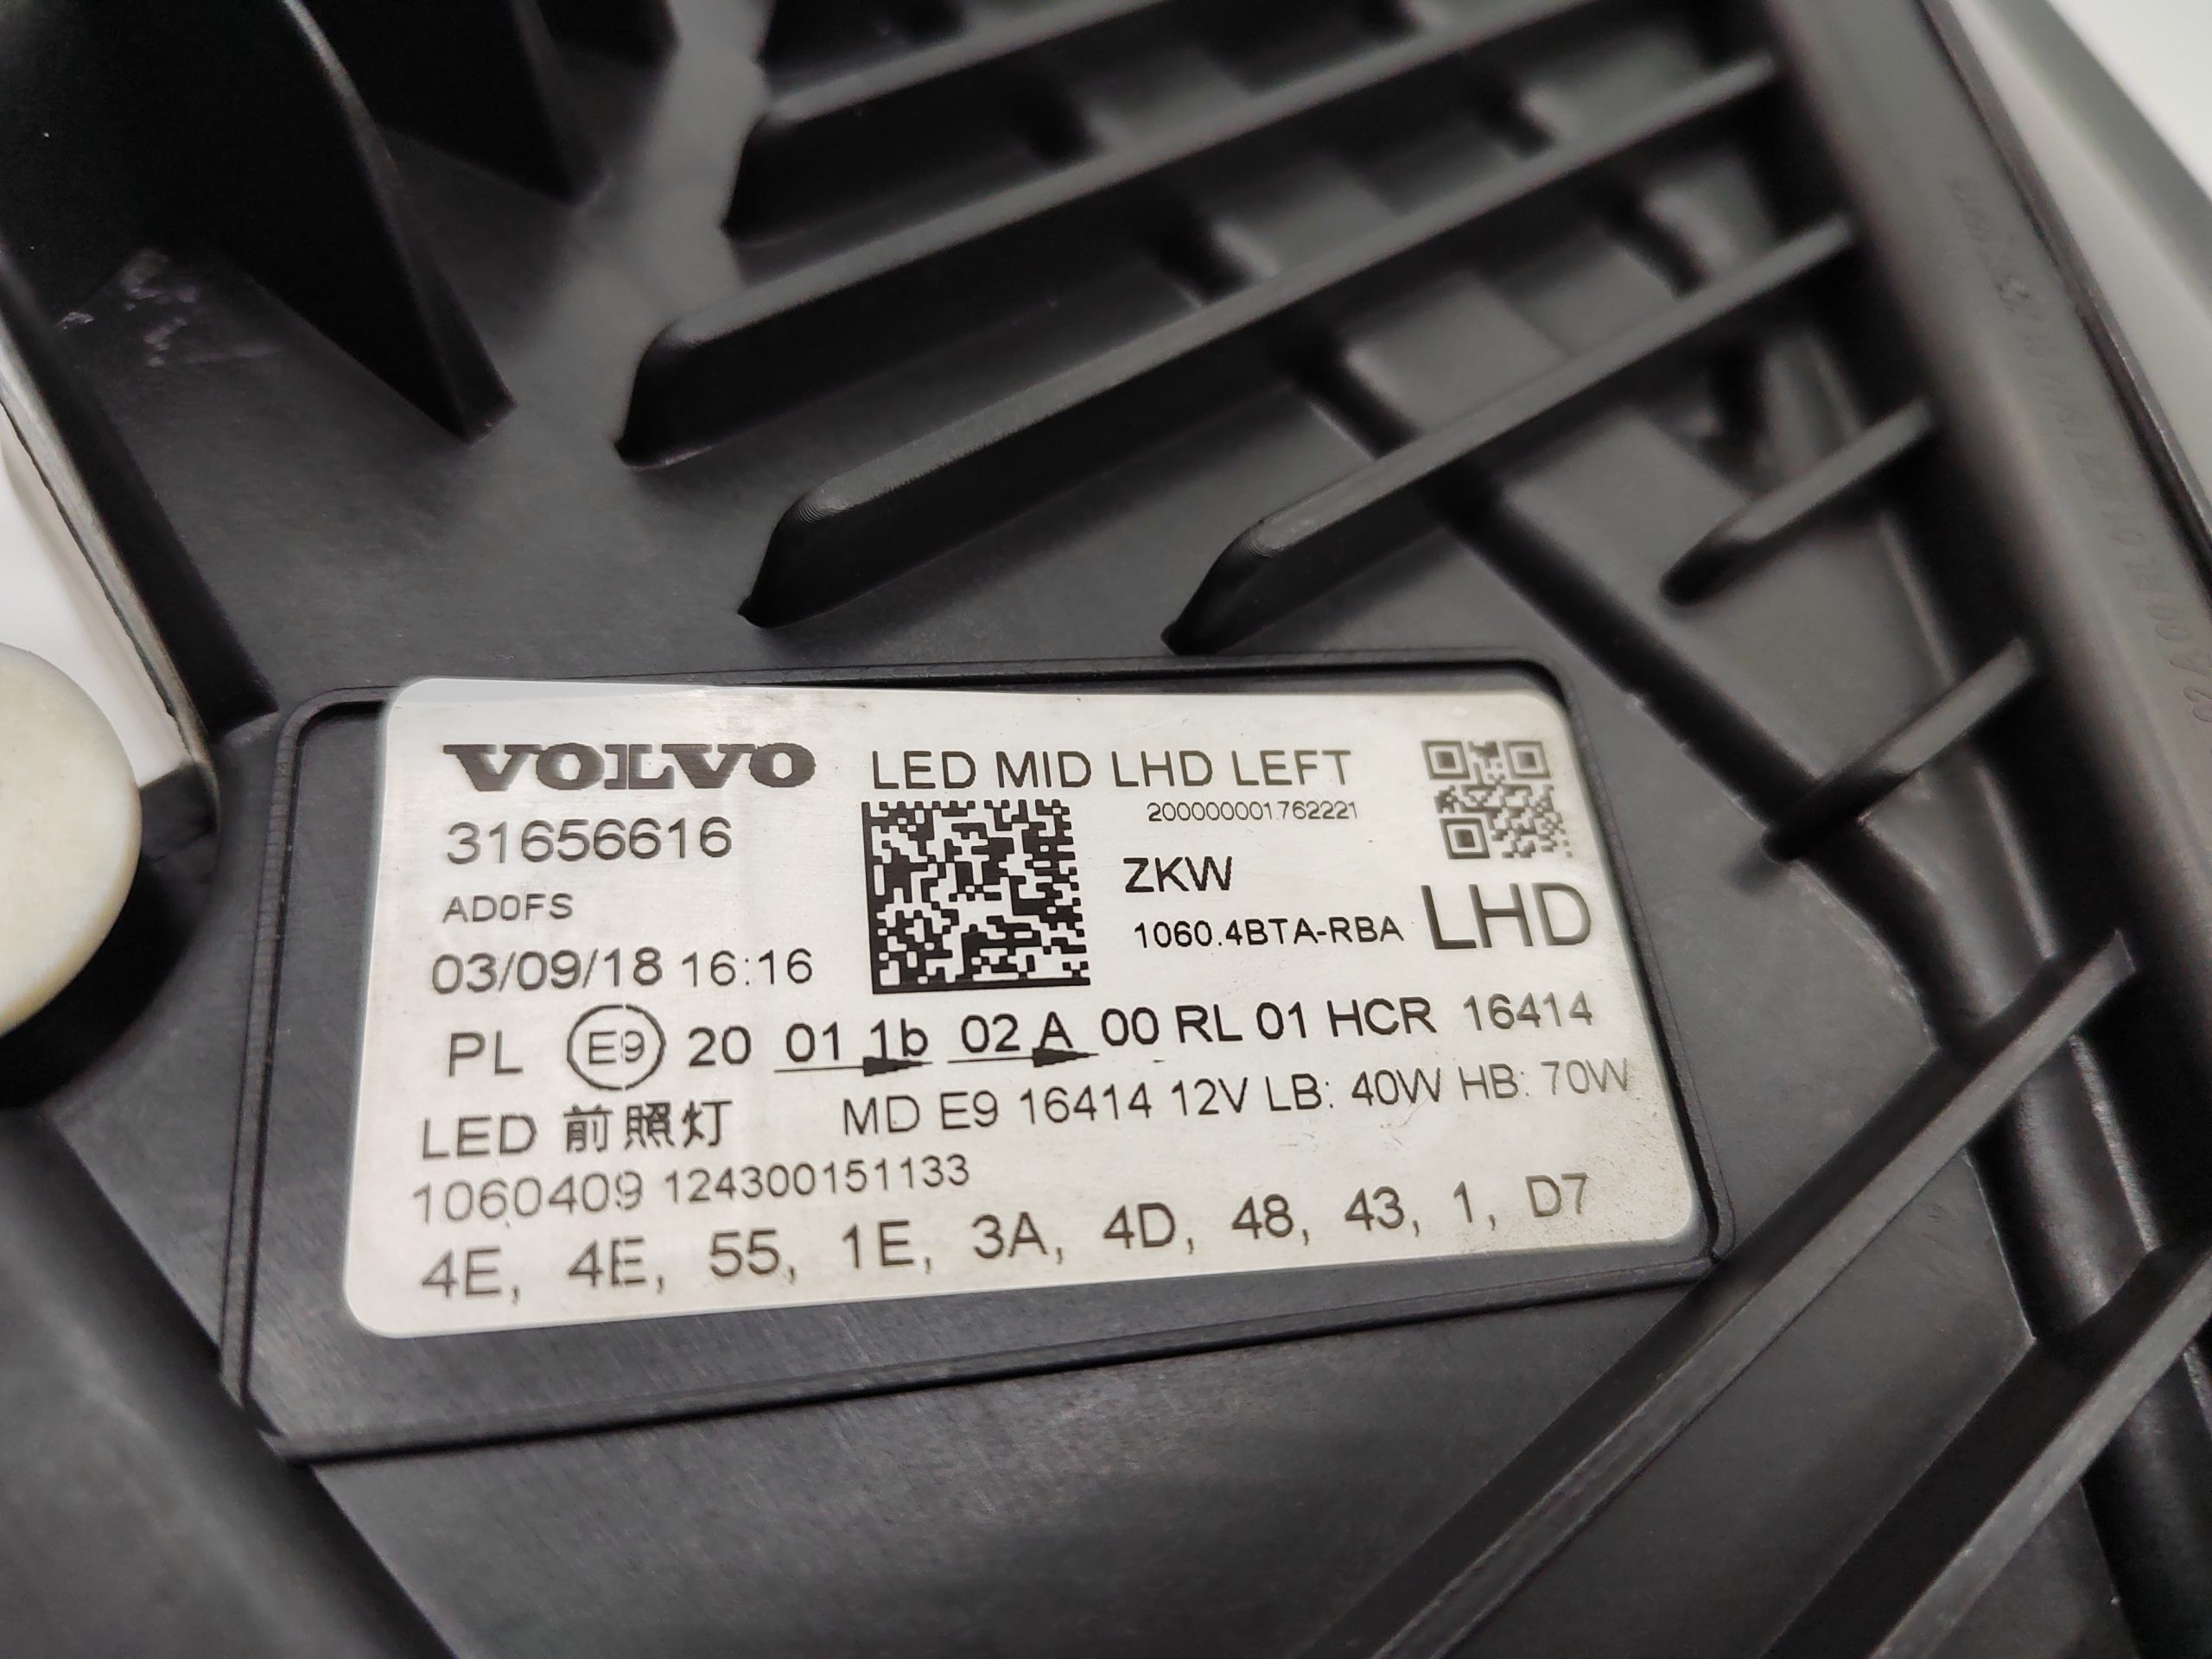 VOLVO LED MID LHD LEFT
200000001762221
31656616
ZKW
AD0FS
1060.4BTA-RBA LHD
03/09/18 16:16
PL E9 20 01 1b 02 A 00 RL 01 HCR 16414
LED 前照灯 MD E9 16414 12V LB: 40W HB: 70W
1060409 124300151133
4E, 4E, 55, 1E, 3A, 4D, 48, 43, 1, D7